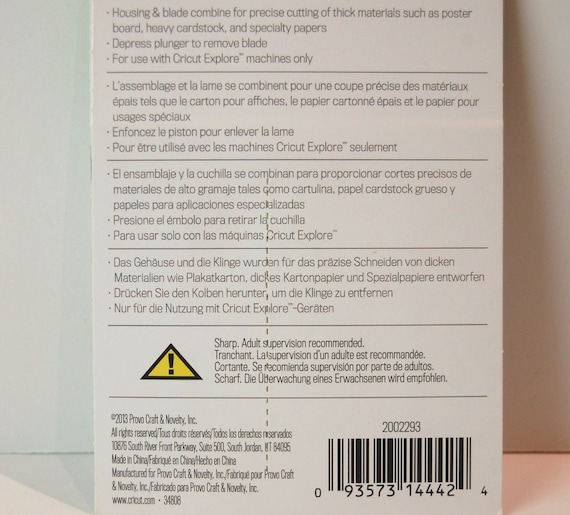 · Housing & blade combine for precise cutting of thick materials such as poster
board, heavy cardstock, and specialty papers
· Depress plunger to remove blade
· For use with Cricut Explore™ machines only
· L'assemblage et la lame se combinent pour une coupe précise des matériaux
épais tels que le carton pour affiches, le papier cartonné épais et le papier pour
usages spéciaux
· Enfoncez le piston pour enlever la lame
· Pour être utilisé avec les machines Cricut Explore™ seulement
· El ensamblaje y la cuchilla se combinan para proporcionar cortes precisos de
materiales de alto gramaje tales como cartulina, papel cardstock grueso y
papeles para aplicaciones especializadas
· Presione el émbolo para retirar la cuchilla
· Para usar solo con las máquinas Cricut Explore™
· Das Gehäuse und die Klinge wurden für das präzise Schneiden von dicken
Materialien wie Plakatkarton, dickes Kartonpapier und Spezialpapiere entworfen
· Drücken Sie den Kolben herunter, um die Klinge zu entfernen
· Nur für die Nutzung mit Cricut Explore™-Geräten
Sharp. Adult supervision recommended.
Tranchant. La supervision d'un adulte est recommandée.
Cortante. Se recomienda supervisión por parte de adultos.
Scharf. Die Überwachung eines Erwachsenen wird empfohlen.
©2013 Provo Craft & Novelty, Inc.
All rights reserved/Tous droits réservés/Todos los derechos reservados
10876 South River Front Parkway, Suite 500, South Jordan, UT 84095
Made in China/Fabriqué en Chine/Hecho en China
Manufactured for Provo Craft & Novelty, Inc./Fabriqué pour Provo Craft
& Novelty, Inc./Fabricado para Provo Craft & Novelty, Inc.
www.cricut.com · 34808
2002293
0 93573 14442 4